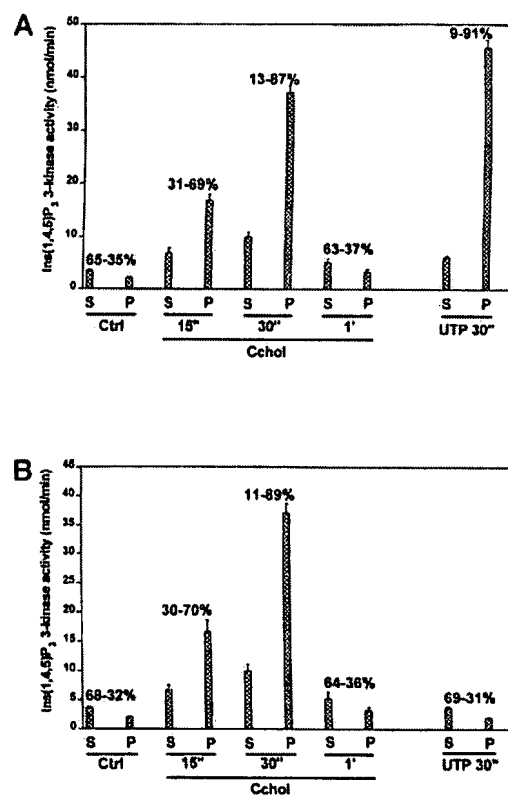 A
Ins(1,4,5)P3 3-kinase activity (nmol/min)
50
40
30
20
10
0
65-35%
31-69%
13-87%
63-37%
9-91%
S P S P S P S P S P
Ctrl 15" 30" 1' UTP 30"
Cchol
B
Ins(1,4,5)P3 3-kinase activity (nmol/min)
45
40
35
30
25
20
15
10
5
0
68-32%
30-70%
11-89%
64-36%
69-31%
S P S P S P S P S P
Ctrl 15" 30" 1' UTP 30"
Cchol